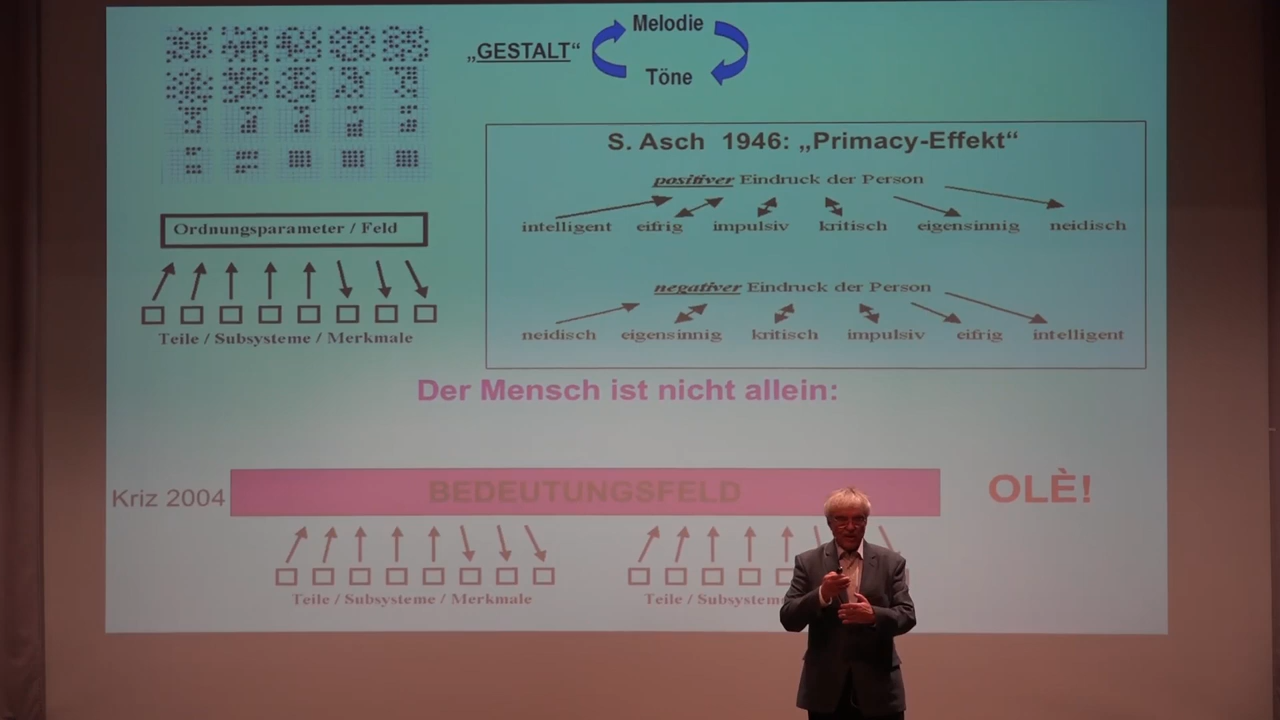 „GESTALT“
Melodie
Töne
S. Asch 1946: „Primacy-Effekt“
positiver Eindruck der Person
intelligent eifrig impulsiv kritisch eigensinnig neidisch
Ordnungsparameter / Feld
Teile / Subsysteme / Merkmale
negativer Eindruck der Person
neidisch eigensinnig kritisch impulsiv eifrig intelligent
Der Mensch ist nicht allein:
Kriz 2004
BEDEUTUNGSFELD
OLÈ!
Teile / Subsysteme / Merkmale
Teile / Subsysteme